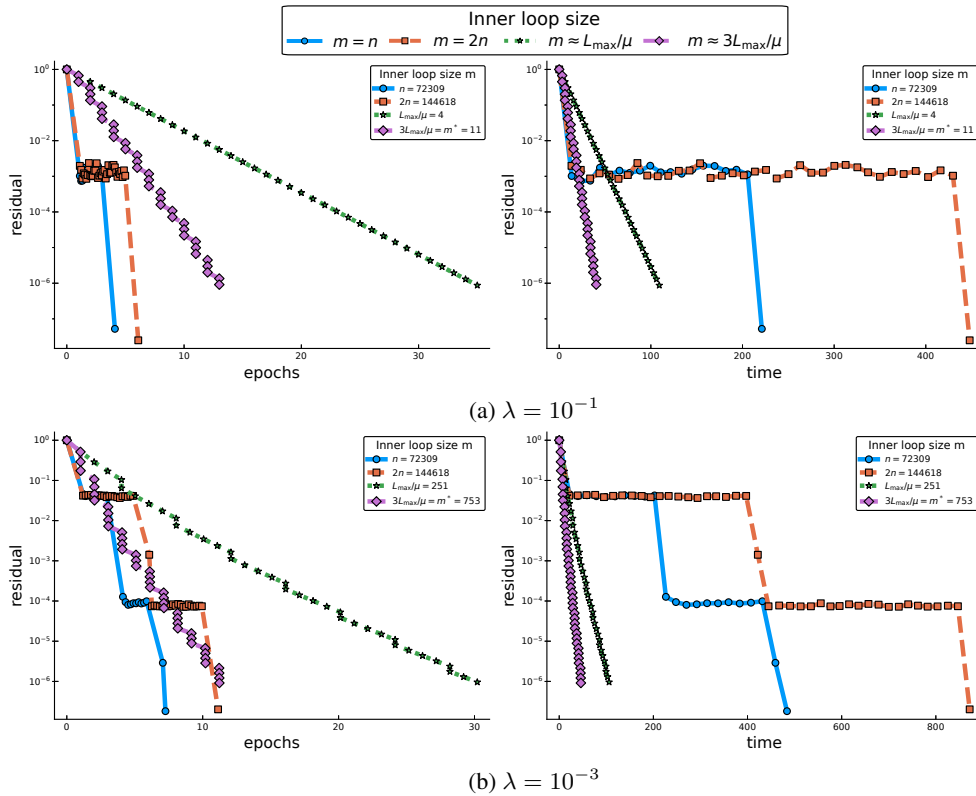 Inner loop size
m = n m = 2n m ≈ L_max/μ m ≈ 3L_max/μ
10^0
10^-2
10^-4
10^-6
residual
0 10 20 30
epochs
Inner loop size m
n = 72309
2n = 144618
L_max/μ = 4
3L_max/μ = m* = 11
10^0
10^-2
10^-4
10^-6
residual
0 100 200 300 400
time
Inner loop size m
n = 72309
2n = 144618
L_max/μ = 4
3L_max/μ = m* = 11
(a) λ = 10^-1
10^0
10^-1
10^-2
10^-3
10^-4
10^-5
10^-6
residual
0 10 20 30
epochs
Inner loop size m
n = 72309
2n = 144618
L_max/μ = 251
3L_max/μ = m* = 753
10^0
10^-1
10^-2
10^-3
10^-4
10^-5
10^-6
residual
0 200 400 600 800
time
Inner loop size m
n = 72309
2n = 144618
L_max/μ = 251
3L_max/μ = m* = 753
(b) λ = 10^-3